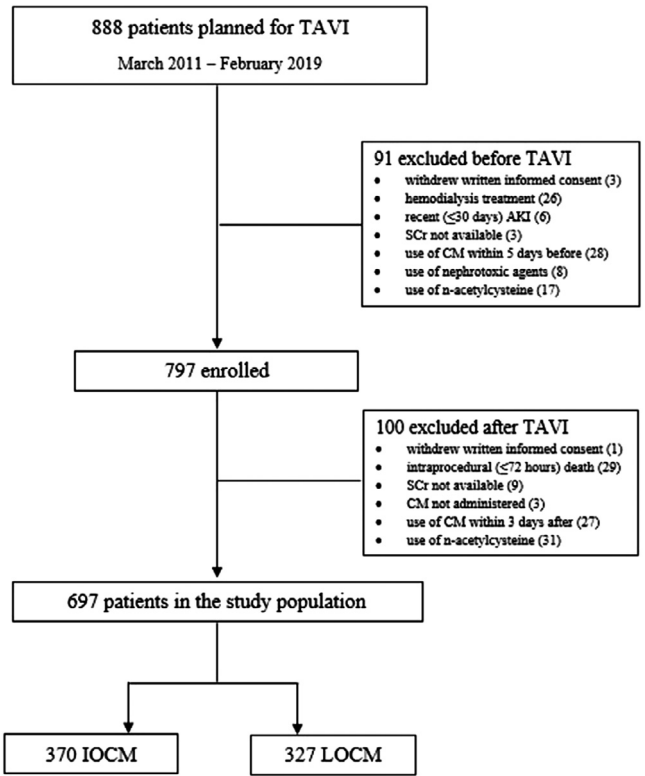 888 patients planned for TAVI
March 2011 – February 2019
91 excluded before TAVI
• withdrew written informed consent (3)
• hemodialysis treatment (26)
• recent (≤30 days) AKI (6)
• SCr not available (3)
• use of CM within 5 days before (28)
• use of nephrotoxic agents (8)
• use of n-acetylcysteine (17)
797 enrolled
100 excluded after TAVI
• withdrew written informed consent (1)
• intraprocedural (≤72 hours) death (29)
• SCr not available (9)
• CM not administered (3)
• use of CM within 3 days after (27)
• use of n-acetylcysteine (31)
697 patients in the study population
370 IOCM
327 LOCM